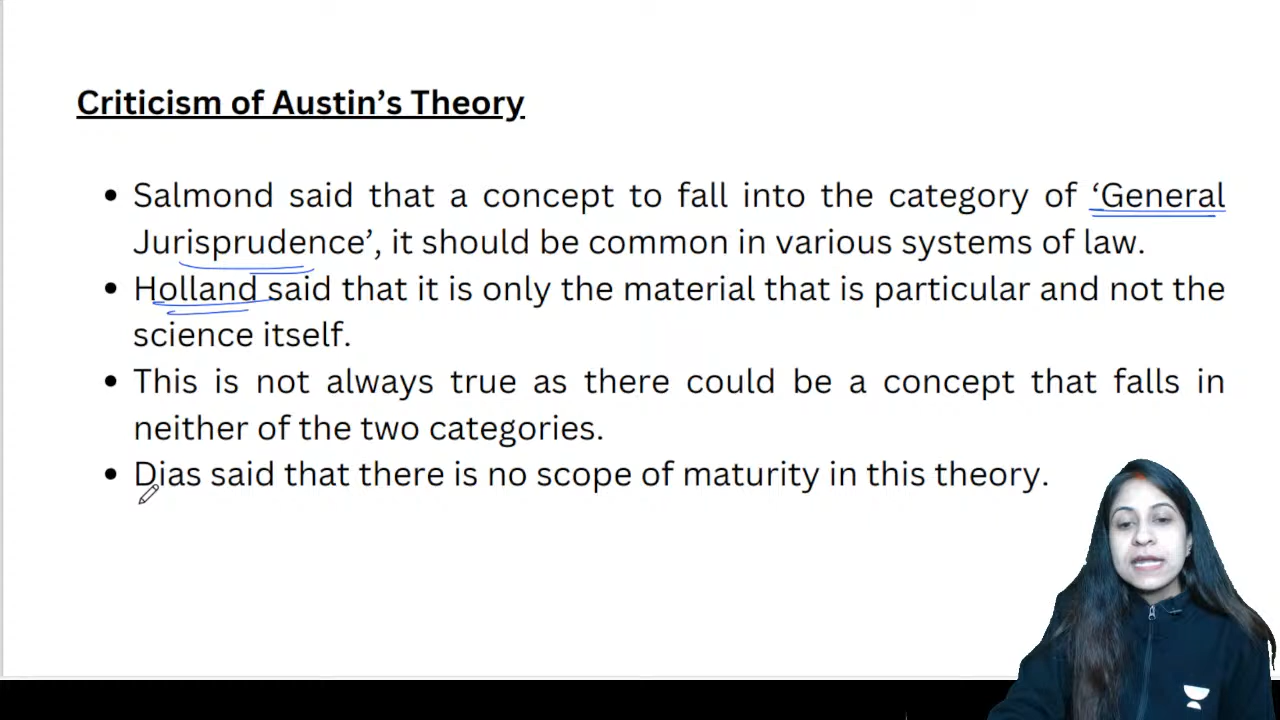 Criticism of Austin’s Theory
• Salmond said that a concept to fall into the category of ‘General
Jurisprudence’, it should be common in various systems of law.
• Holland said that it is only the material that is particular and not the
science itself.
• This is not always true as there could be a concept that falls in
neither of the two categories.
• Dias said that there is no scope of maturity in this theory.